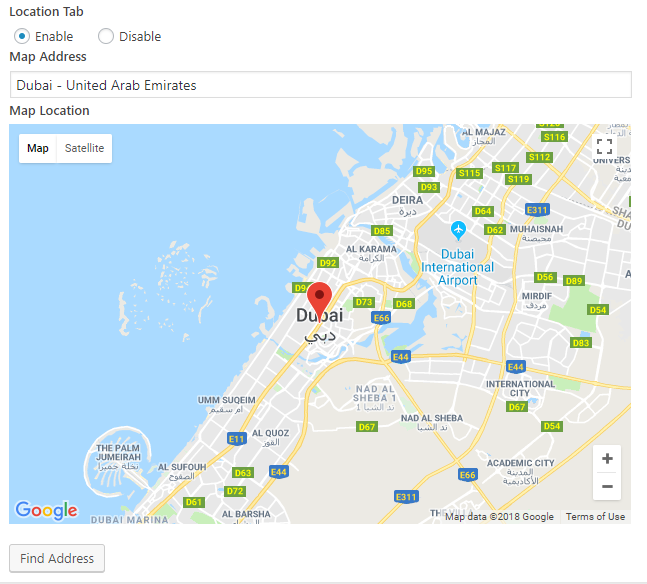 Location Tab
Enable Disable
Map Address
Dubai - United Arab Emirates
Map Location
Map Satellite
AL MAJAZ
المجاز
S116
S112
UNIVERS
D95
S115
S117
S119
D93
DEIRA
ديرة
D64
E311
D85
D62
MUHAISNAH
محيصنة
AL KARAMA
الكرامة
Dubai
International
Airport
D92
D56
D89
D94
MIRDIF
مردف
D73
D68
D54
Dubai
دبي
E66
D83
E44
E44
INTERNATIONAL
CITY
NAD AL
SHEBA 1
ند الشبا 1
UMM SUQEIM
أم سقيم
D67
NAD AL SHEBA
ند الشبا
D67
D54
E11
AL QUOZ
القوز
THE PALM
JUMEIRAH
نخلة جميرا
AL SUFOUH
الصفوح
D63
E44
ACADEMIC CITY
المدينة
الأكاديمية
E66
D72
E311
D61
AL BARSHA
البرشاء
DUBAI MARINA
Google
Map data ©2018 Google Terms of Use
Find Address